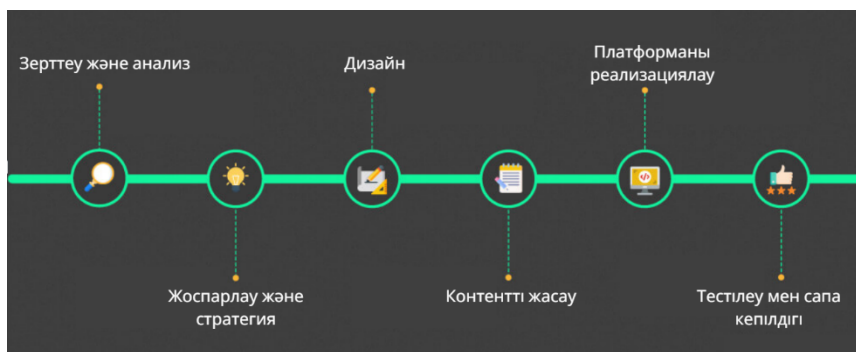 Зерттеу және анализ
Жоспарлау және
стратегия
Дизайн
Контентті жасау
Платформаны
реализациялау
Тестілеу мен сапа
кепілдігі